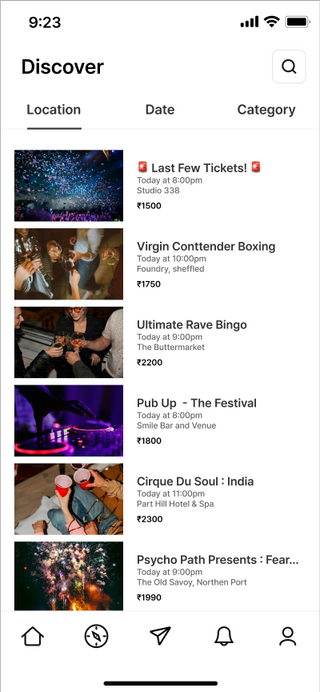 9:23
Discover
Location Date Category
🚨 Last Few Tickets! 🚨
Today at 8:00pm
Studio 338
₹1500
Virgin Conttender Boxing
Today at 10:00pm
Foundry, sheffled
₹1750
Ultimate Rave Bingo
Today at 9:00pm
The Buttermarket
₹2200
Pub Up - The Festival
Today at 8:00pm
Smile Bar and Venue
₹1800
Cirque Du Soul : India
Today at 11:00pm
Part Hill Hotel & Spa
₹2300
Psycho Path Presents : Fear...
Today at 9:00pm
The Old Savoy, Northen Port
₹1990